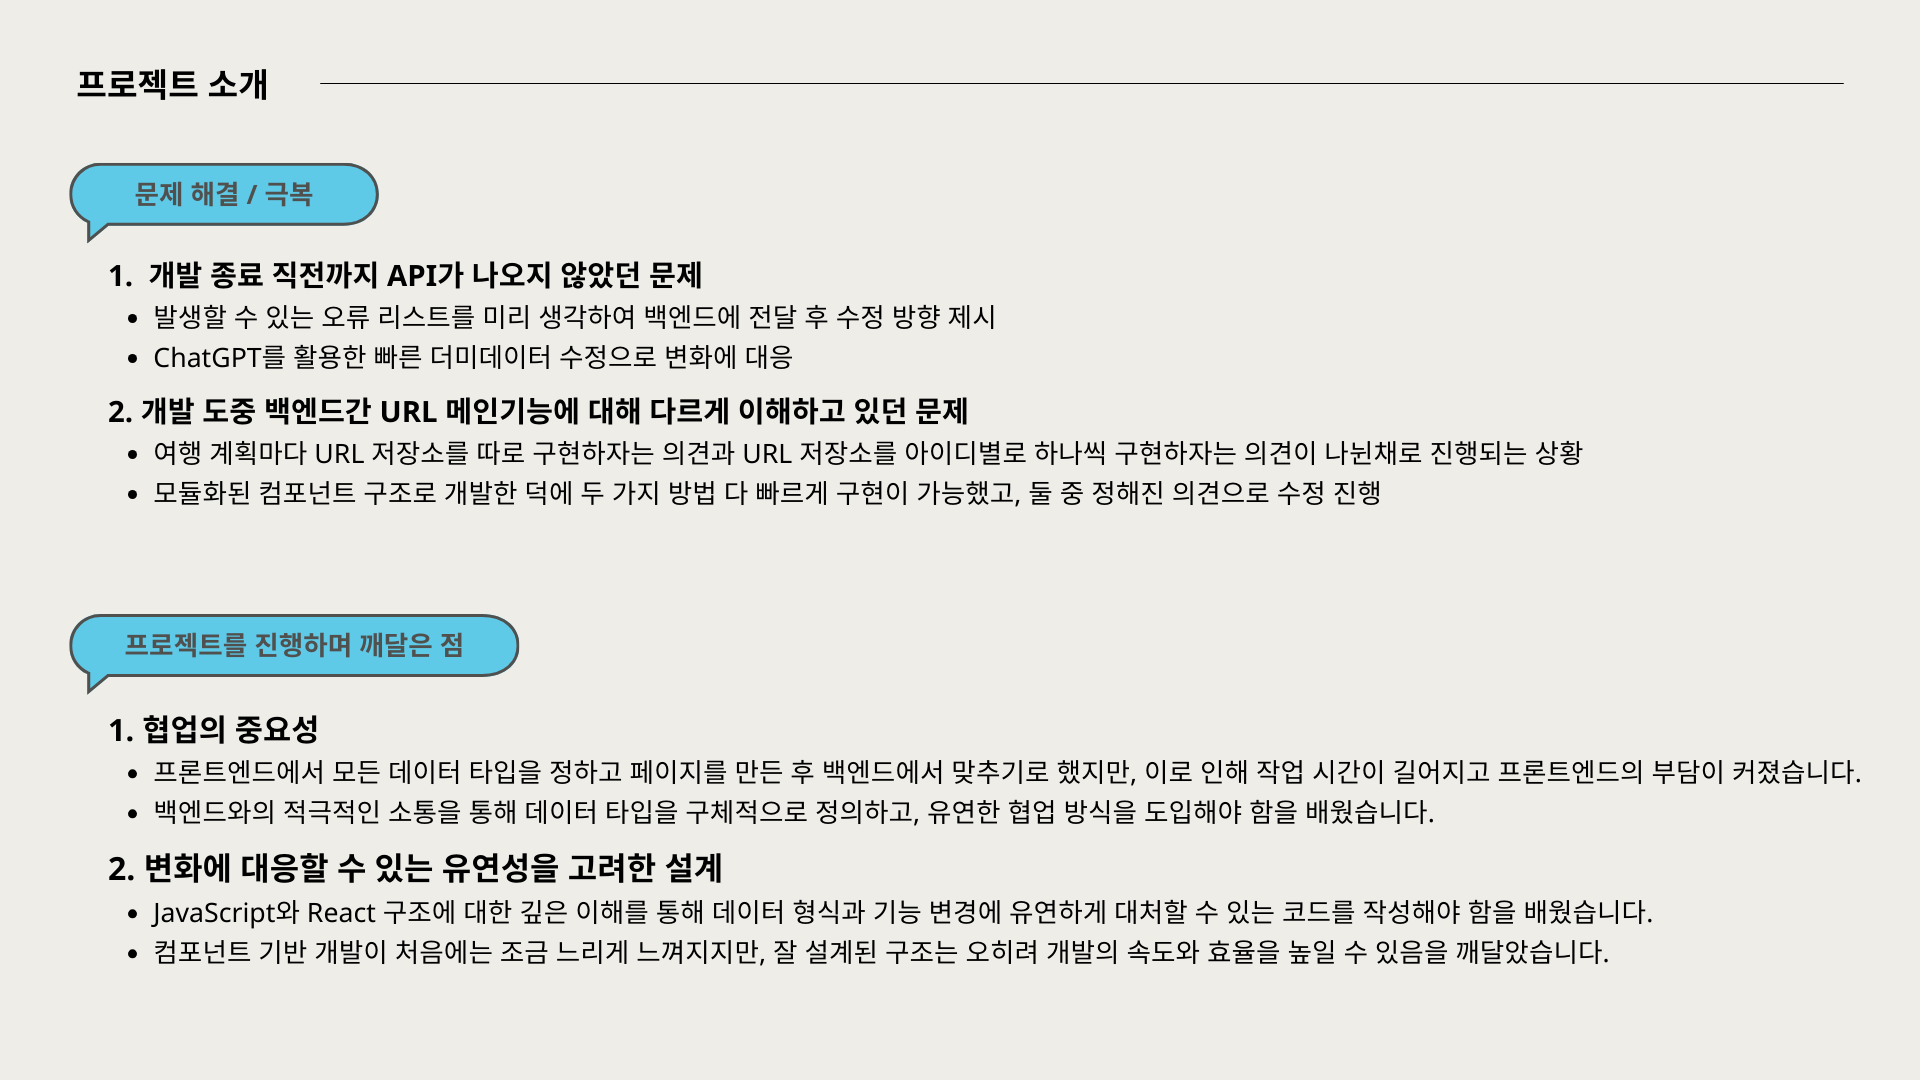 프로젝트 소개
문제 해결 / 극복
1. 개발 종료 직전까지 API가 나오지 않았던 문제
• 발생할 수 있는 오류 리스트를 미리 생각하여 백엔드에 전달 후 수정 방향 제시
• ChatGPT를 활용한 빠른 더미데이터 수정으로 변화에 대응
2. 개발 도중 백엔드간 URL 메인기능에 대해 다르게 이해하고 있던 문제
• 여행 계획마다 URL 저장소를 따로 구현하자는 의견과 URL 저장소를 아이디별로 하나씩 구현하자는 의견이 나뉜채로 진행되는 상황
• 모듈화된 컴포넌트 구조로 개발한 덕에 두 가지 방법 다 빠르게 구현이 가능했고, 둘 중 정해진 의견으로 수정 진행
프로젝트를 진행하며 깨달은 점
1. 협업의 중요성
• 프론트엔드에서 모든 데이터 타입을 정하고 페이지를 만든 후 백엔드에서 맞추기로 했지만, 이로 인해 작업 시간이 길어지고 프론트엔드의 부담이 커졌습니다.
• 백엔드와의 적극적인 소통을 통해 데이터 타입을 구체적으로 정의하고, 유연한 협업 방식을 도입해야 함을 배웠습니다.
2. 변화에 대응할 수 있는 유연성을 고려한 설계
• JavaScript와 React 구조에 대한 깊은 이해를 통해 데이터 형식과 기능 변경에 유연하게 대처할 수 있는 코드를 작성해야 함을 배웠습니다.
• 컴포넌트 기반 개발이 처음에는 조금 느리게 느껴지지만, 잘 설계된 구조는 오히려 개발의 속도와 효율을 높일 수 있음을 깨달았습니다.